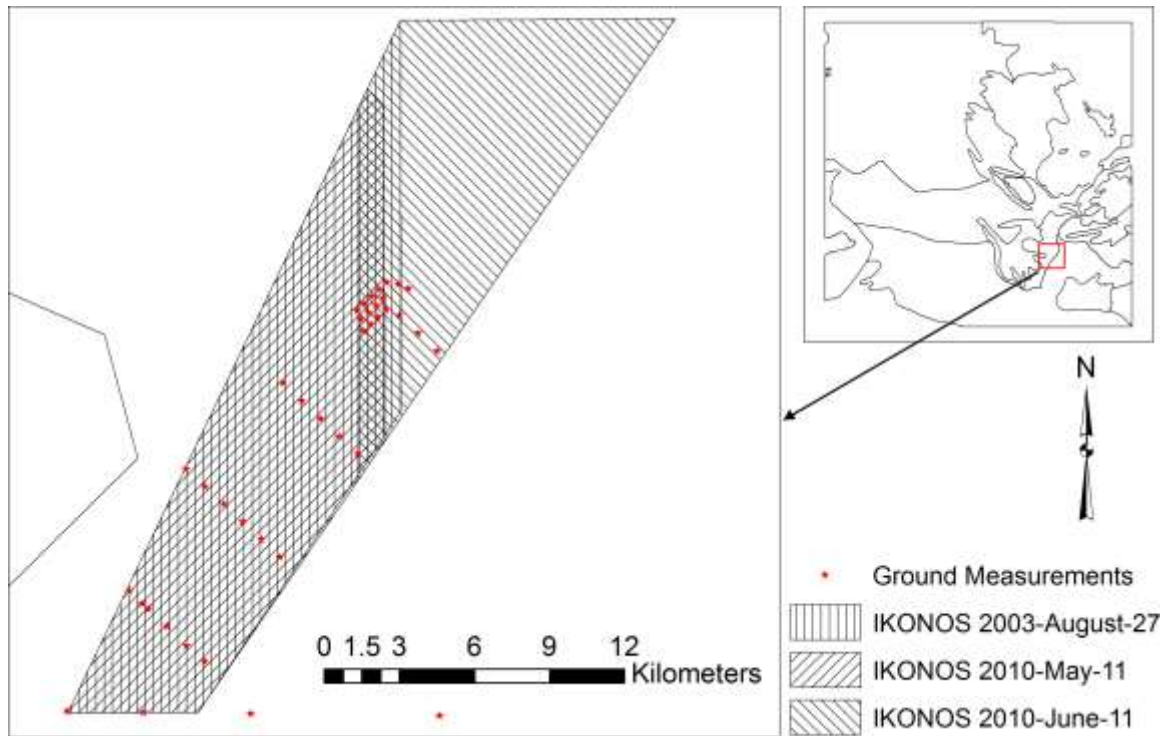 N
Ground Measurements
IKONOS 2003-August-27
IKONOS 2010-May-11
IKONOS 2010-June-11
0 1.5 3 6 9 12
Kilometers